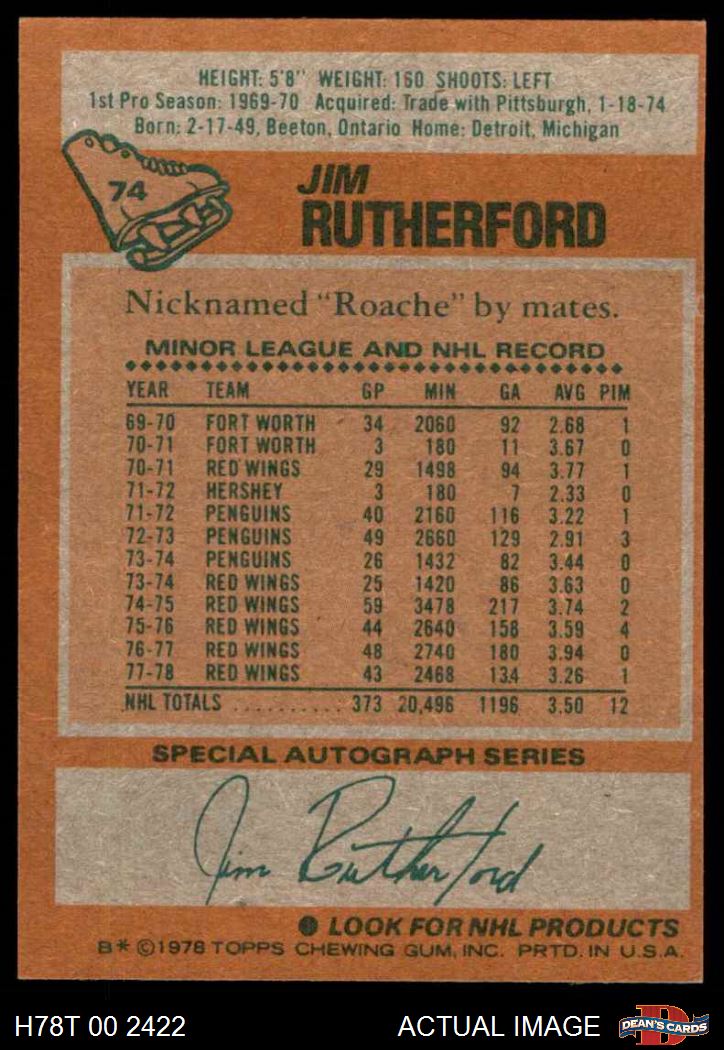 HEIGHT: 5'8" WEIGHT: 160 SHOOTS: LEFT
1st Pro Season: 1969-70 Acquired: Trade with Pittsburgh, 1-18-74
Born: 2-17-49, Beeton, Ontario Home: Detroit, Michigan
74
JIM
RUTHERFORD
Nicknamed "Roache" by mates.
MINOR LEAGUE AND NHL RECORD
YEAR TEAM GP MIN GA AVG PIM
69-70 FORT WORTH 34 2060 92 2.68 1
70-71 FORT WORTH 3 180 11 3.67 0
70-71 RED WINGS 29 1498 94 3.77 1
71-72 HERSHEY 3 180 7 2.33 0
71-72 PENGUINS 40 2160 116 3.22 1
72-73 PENGUINS 49 2660 129 2.91 3
73-74 PENGUINS 26 1432 82 3.44 0
73-74 RED WINGS 25 1420 86 3.63 0
74-75 RED WINGS 59 3478 217 3.74 2
75-76 RED WINGS 44 2640 158 3.59 4
76-77 RED WINGS 48 2740 180 3.94 0
77-78 RED WINGS 43 2468 134 3.26 1
NHL TOTALS .......... 373 20,496 1196 3.50 12
SPECIAL AUTOGRAPH SERIES
Jim Rutherford
● LOOK FOR NHL PRODUCTS
B* ©1978 TOPPS CHEWING GUM, INC. PRTD. IN U.S.A.
H78T 00 2422 ACTUAL IMAGE D DEAN'S CARDS